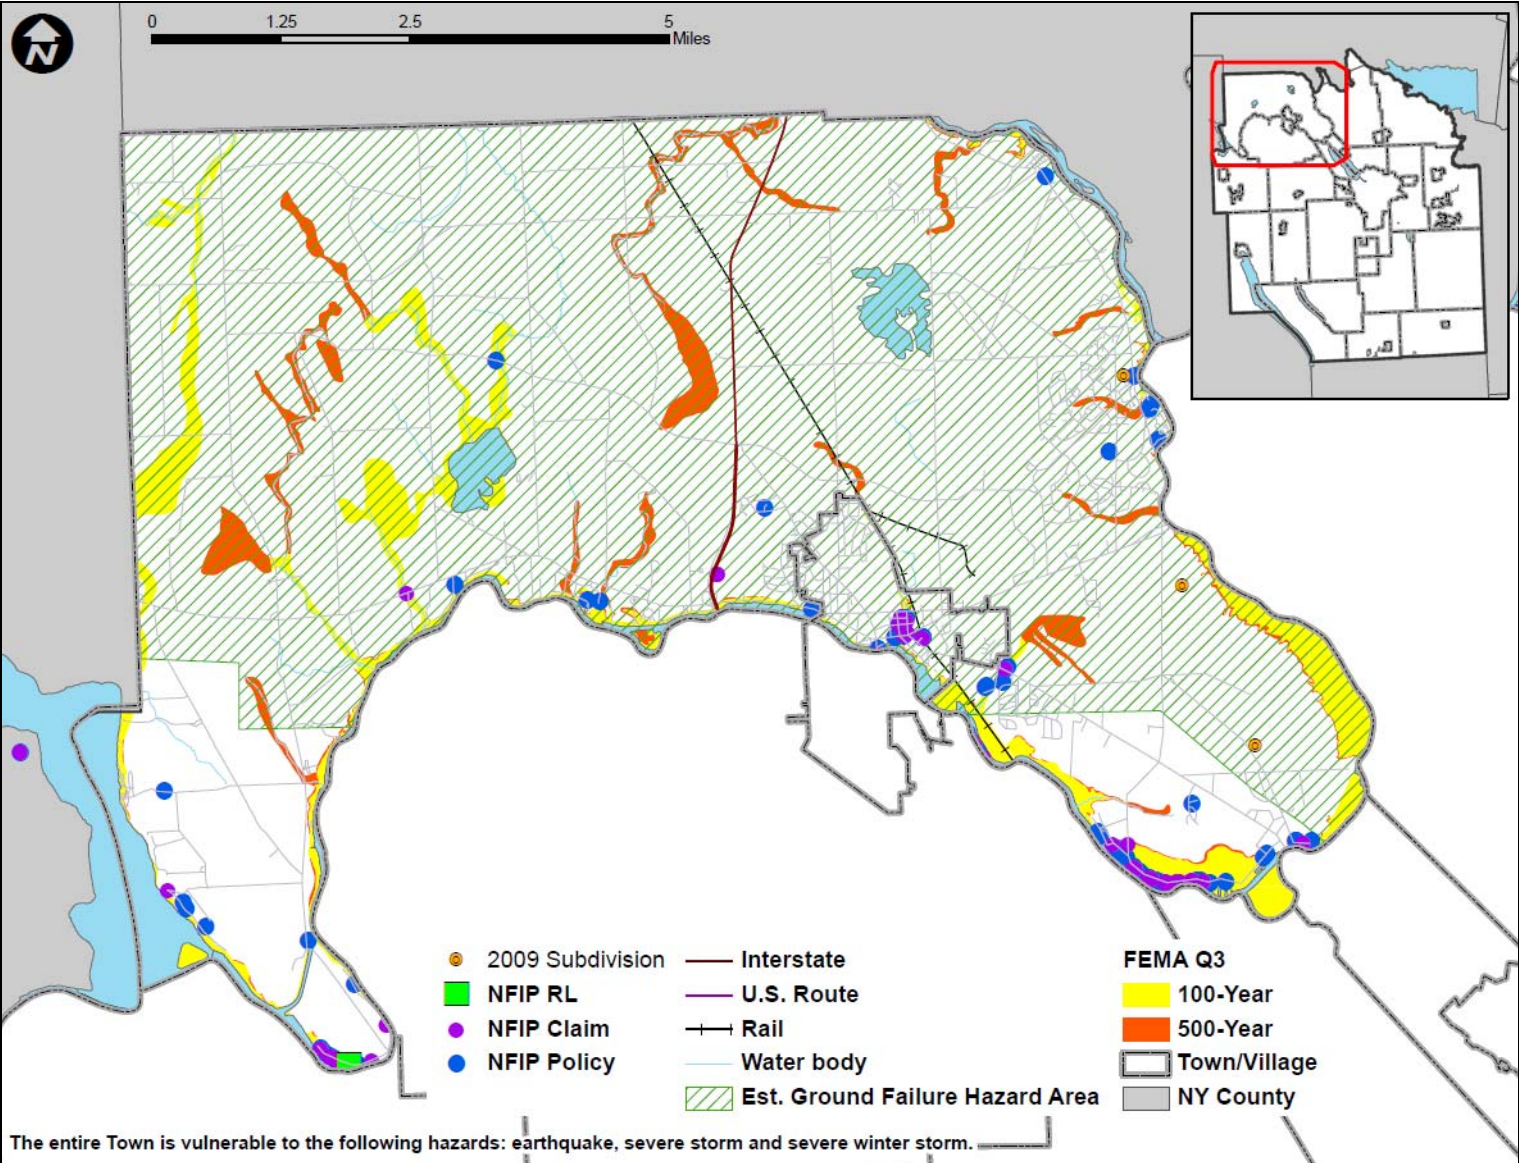 N
0 1.25 2.5 5
Miles
2009 Subdivision
NFIP RL
NFIP Claim
NFIP Policy
Interstate
U.S. Route
Rail
Water body
Est. Ground Failure Hazard Area
FEMA Q3
100-Year
500-Year
Town/Village
NY County
The entire Town is vulnerable to the following hazards: earthquake, severe storm and severe winter storm.